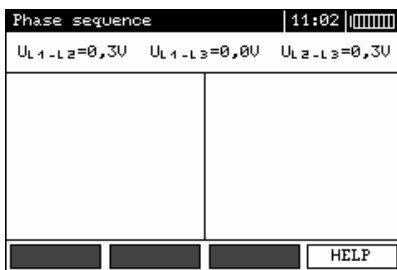 Phase sequence 11:02
UL1-L2=0,3V UL1-L3=0,0V UL2-L3=0,3V
HELP